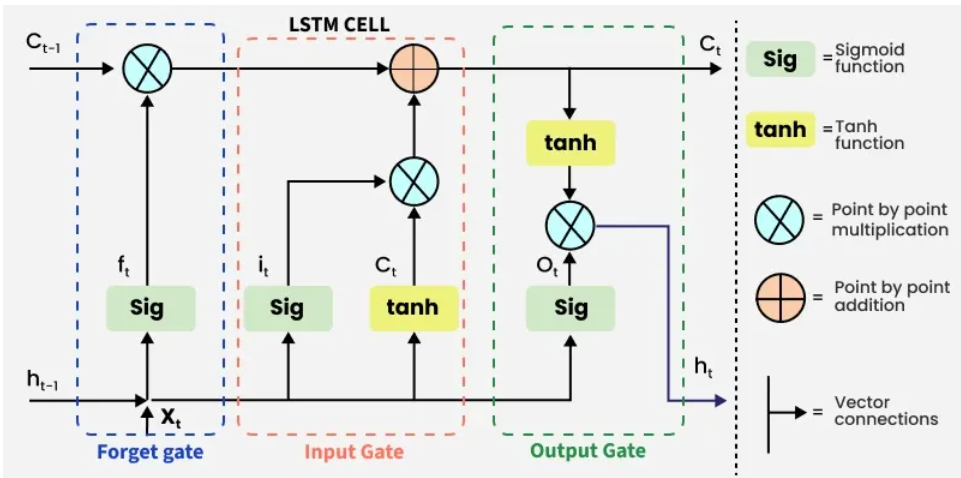 LSTM CELL
Cₜ₋₁
Cₜ
fₜ
iₜ
Cₜ
Oₜ
Sig
Sig
tanh
Sig
tanh
hₜ₋₁
Xₜ
hₜ
Forget gate
Input Gate
Output Gate
Sig
=Sigmoid
function
tanh
=Tanh
function
= Point by point
multiplication
= Point by point
addition
= Vector
connections